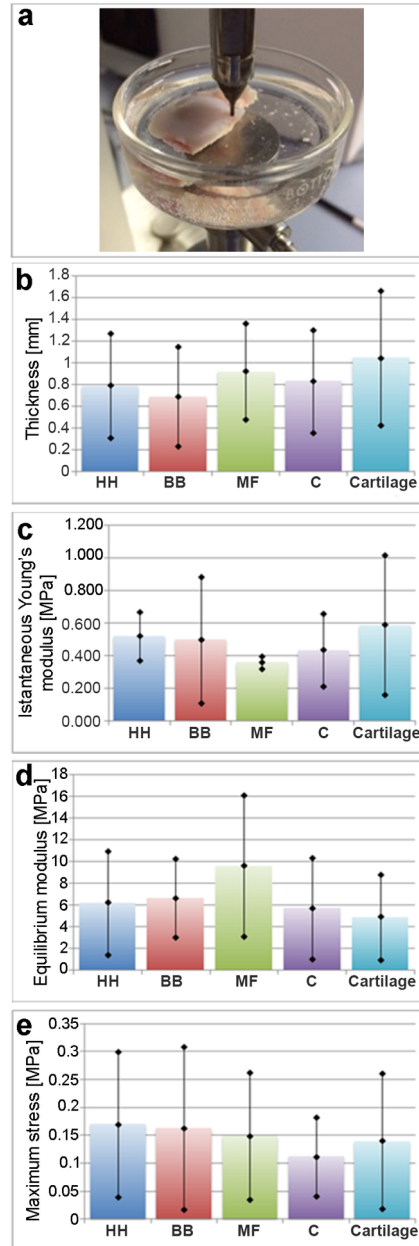 a
BOTICO
b
Thickness [mm]
1.8
1.6
1.4
1.2
1
0.8
0.6
0.4
0.2
0
HH BB MF C Cartilage
c
Istantaneous Young's
modulus [MPa]
1.200
1.000
0.800
0.600
0.400
0.200
0.000
HH BB MF C Cartilage
d
Equilibrium modulus [MPa]
18
16
14
12
10
8
6
4
2
0
HH BB MF C Cartilage
e
Maximum stress [MPa]
0.35
0.3
0.25
0.2
0.15
0.1
0.05
0
HH BB MF C Cartilage